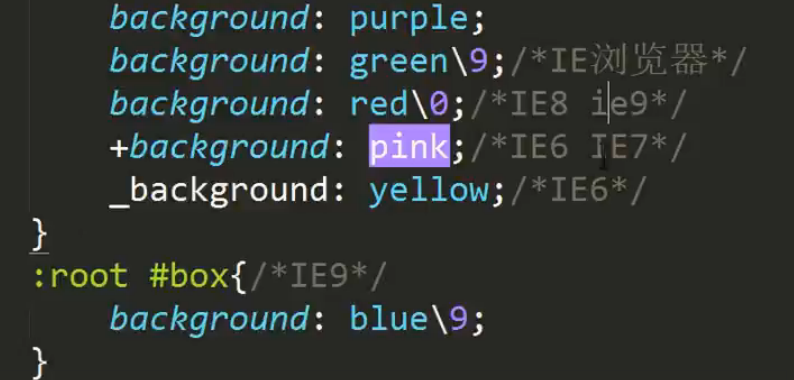 background: purple;
background: green\9;/*IE浏览器*/
background: red\0;/*IE8 ie9*/
+background: pink;/*IE6 IE7*/
_background: yellow;/*IE6*/
}
:root #box{/*IE9*/
background: blue\9;
}